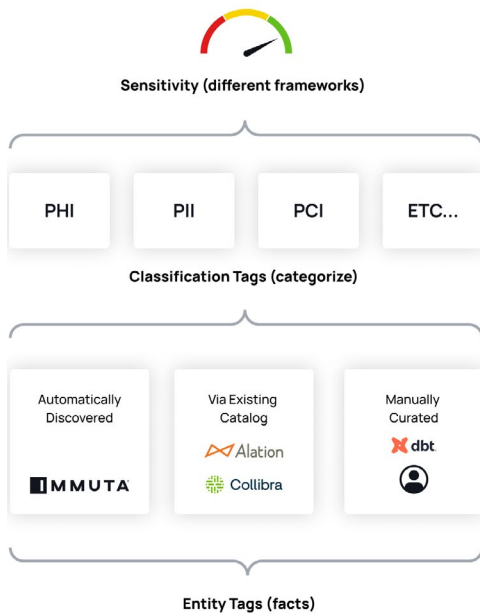 Sensitivity (different frameworks)
PHI
PII
PCI
ETC...
Classification Tags (categorize)
Automatically
Discovered
IMMUTA
Via Existing
Catalog
Alation
Collibra
Manually
Curated
dbt
Entity Tags (facts)